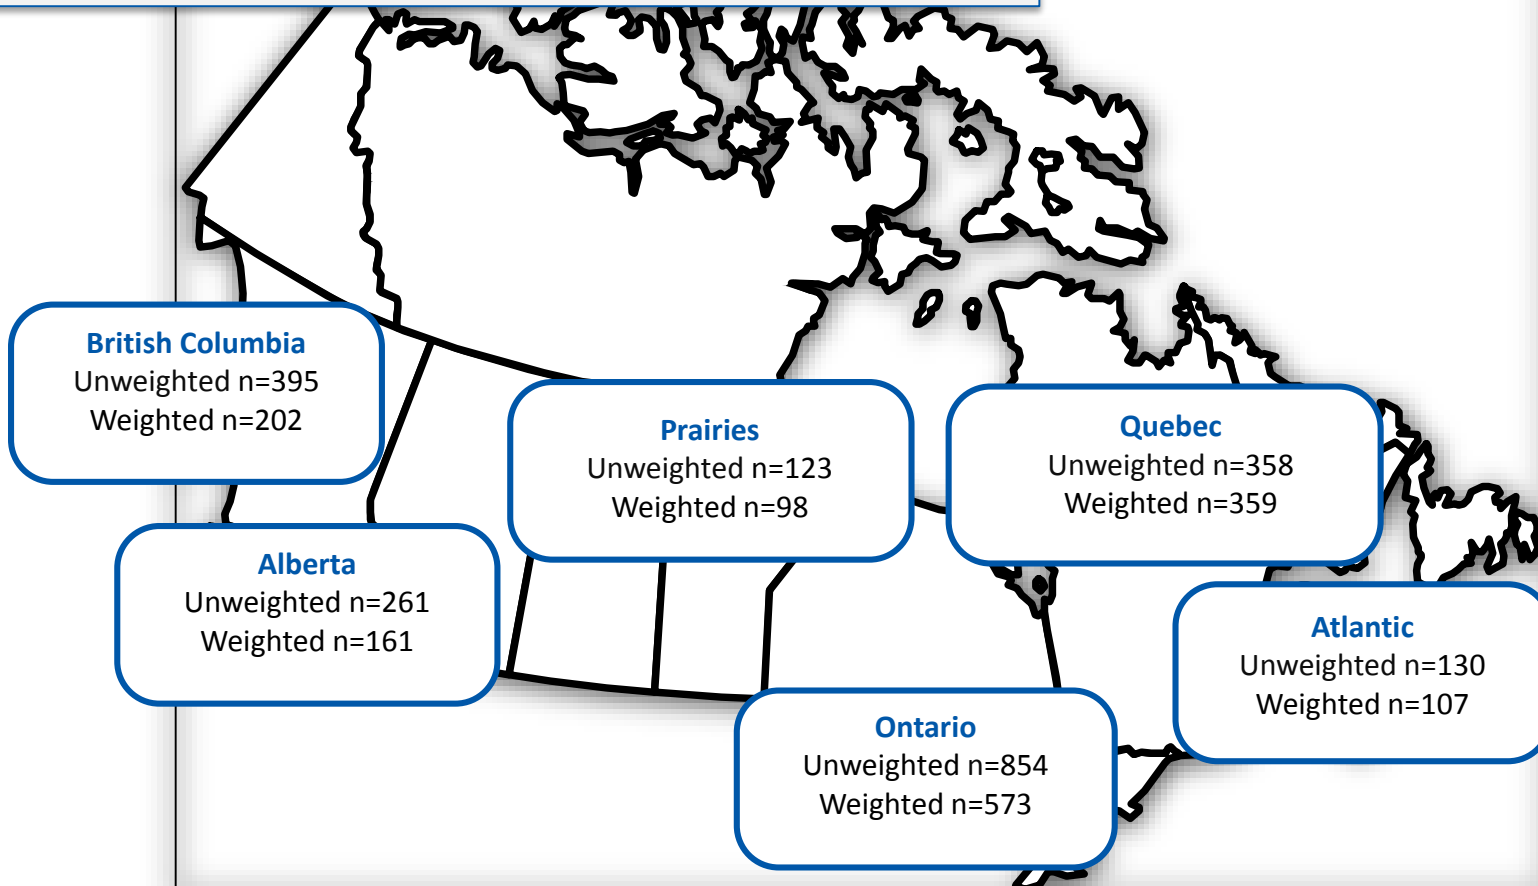 British Columbia
Unweighted n=395
Weighted n=202
Prairies
Unweighted n=123
Weighted n=98
Quebec
Unweighted n=358
Weighted n=359
Alberta
Unweighted n=261
Weighted n=161
Atlantic
Unweighted n=130
Weighted n=107
Ontario
Unweighted n=854
Weighted n=573